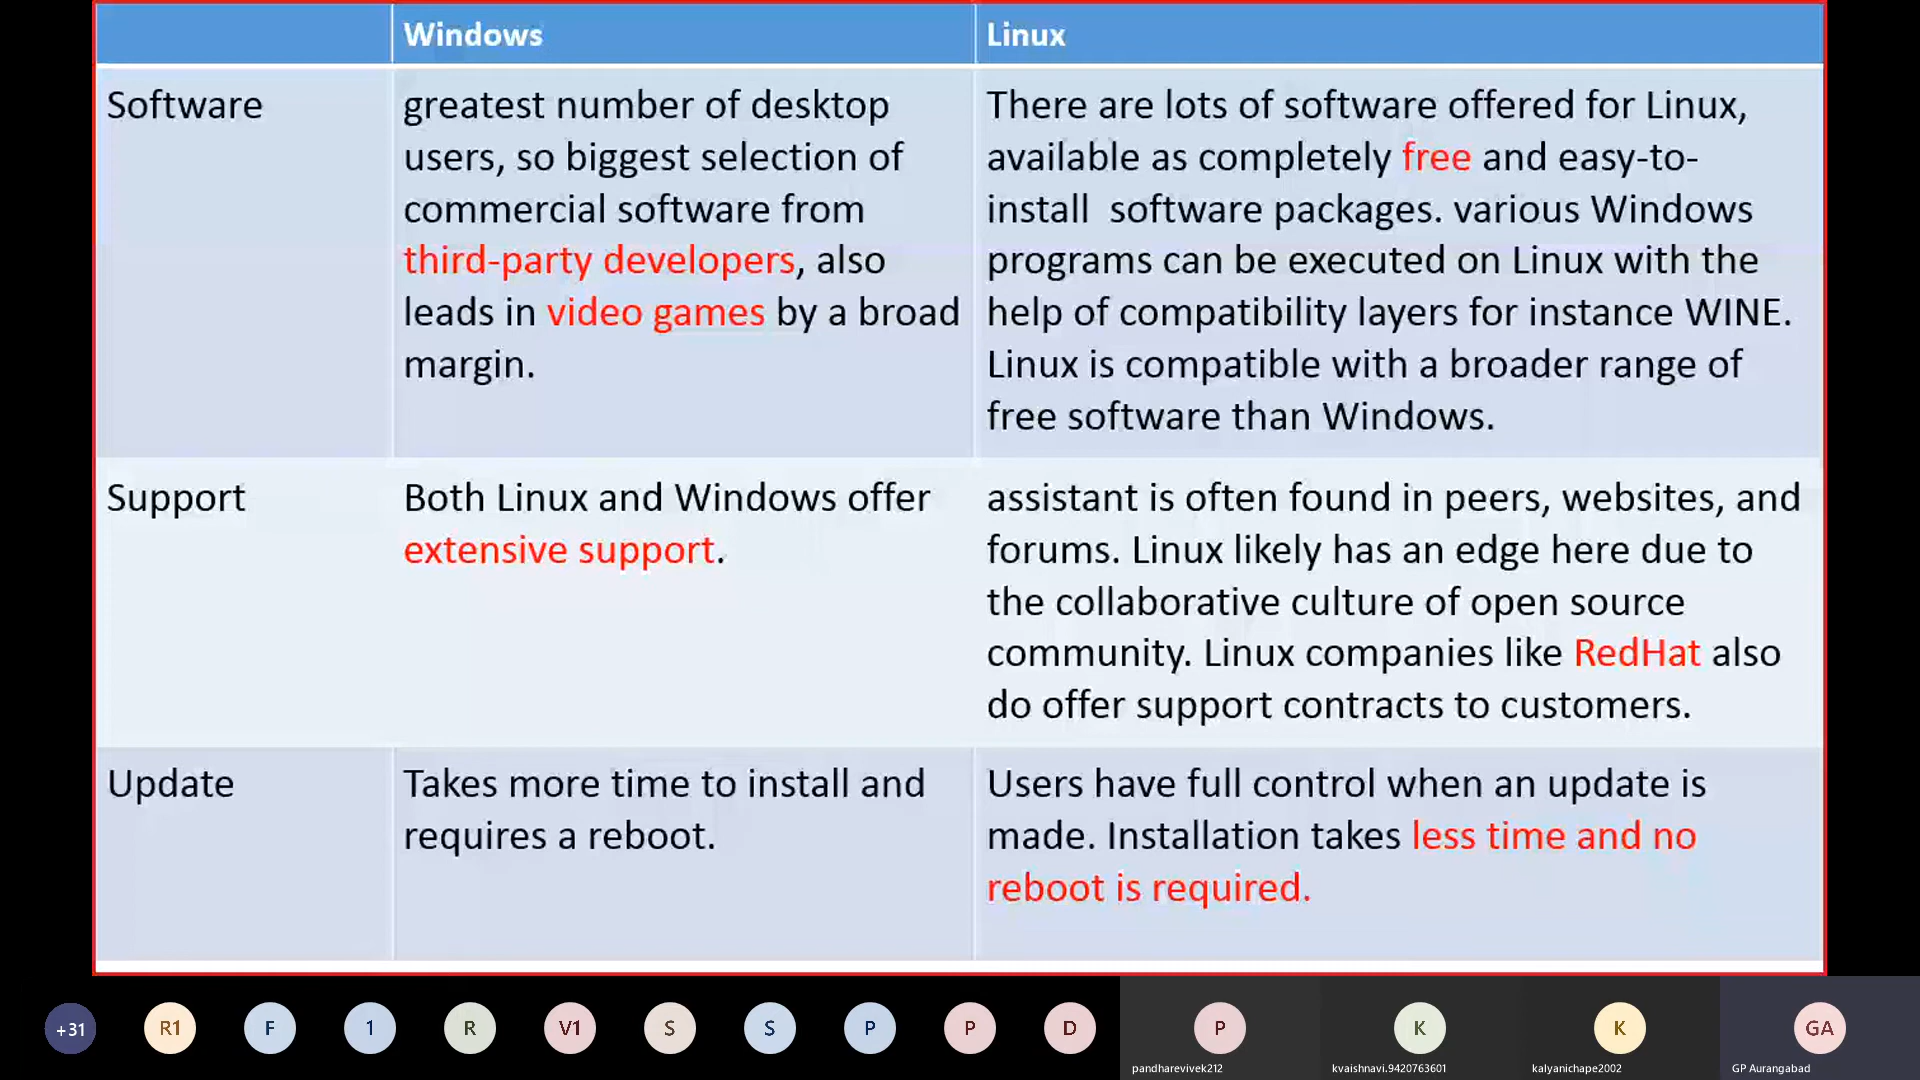 Windows
Linux
Software
greatest number of desktop
users, so biggest selection of
commercial software from
third-party developers, also
leads in video games by a broad
margin.
There are lots of software offered for Linux,
available as completely free and easy-to-
install software packages. various Windows
programs can be executed on Linux with the
help of compatibility layers for instance WINE.
Linux is compatible with a broader range of
free software than Windows.
Support
Both Linux and Windows offer
extensive support.
assistant is often found in peers, websites, and
forums. Linux likely has an edge here due to
the collaborative culture of open source
community. Linux companies like RedHat also
do offer support contracts to customers.
Update
Takes more time to install and
requires a reboot.
Users have full control when an update is
made. Installation takes less time and no
reboot is required.
+31
R1
F
1
R
V1
S
S
P
P
D
P
K
K
GA
pandharevivek212
kvaishnavi.9420763601
kalyanichape2002
GP Aurangabad